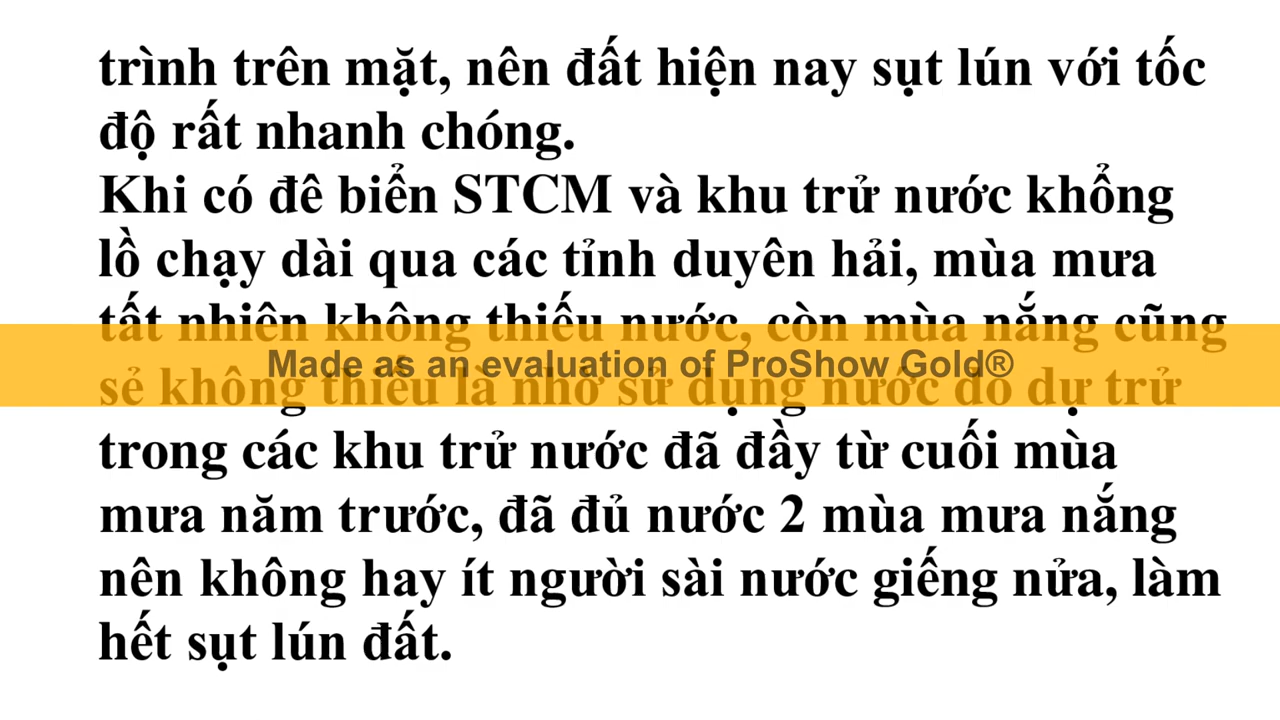 trình trên mặt, nên đất hiện nay sụt lún với tốc
độ rất nhanh chóng.
Khi có đê biển STCM và khu trử nước khổng
lồ chạy dài qua các tỉnh duyên hải, mùa mưa
tất nhiên không thiếu nước, còn mùa nắng cũng
Made as an evaluation of ProShow Gold®
sẻ không thiếu là nhờ sử dụng nước đó dự trử
trong các khu trử nước đã đầy từ cuối mùa
mưa năm trước, đã đủ nước 2 mùa mưa nắng
nên không hay ít người sài nước giếng nửa, làm
hết sụt lún đất.